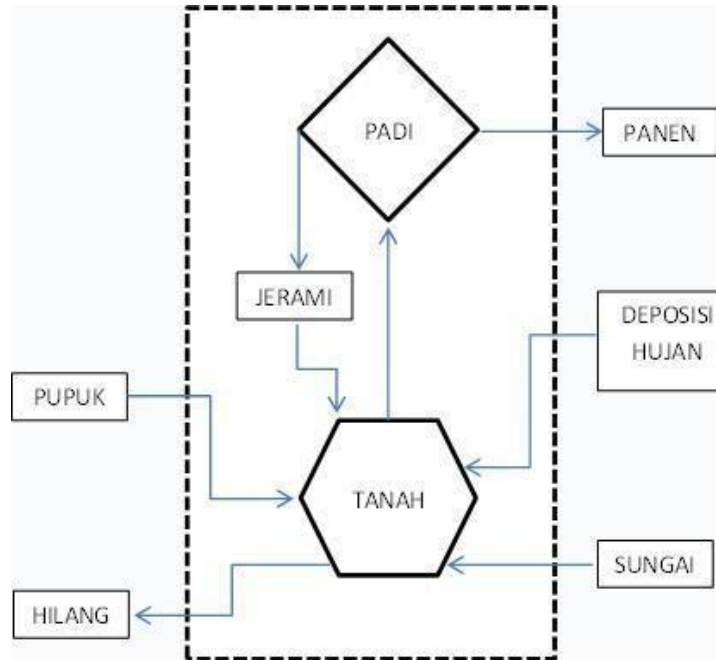 PADI
PANEN
JERAMI
DEPOSISI
HUJAN
PUPUK
TANAH
SUNGAI
HILANG